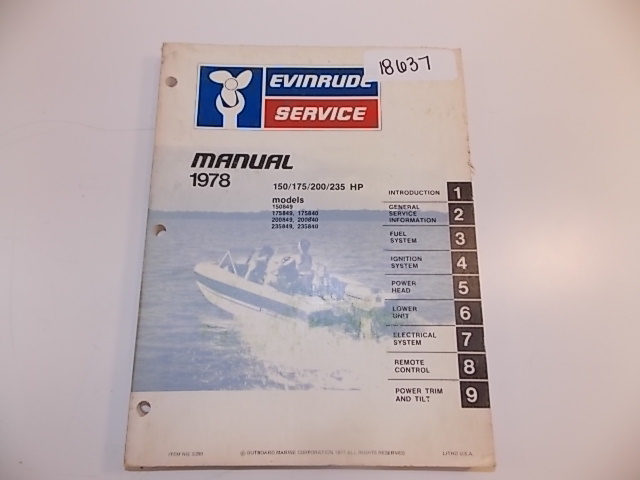 18637
EVINRUDE
SERVICE
MANUAL
1978
150/175/200/235 HP
models
150849
175849, 175840
200849, 200840
235849, 235840
INTRODUCTION 1
GENERAL
SERVICE
INFORMATION 2
FUEL
SYSTEM 3
IGNITION
SYSTEM 4
POWER
HEAD 5
LOWER
UNIT 6
ELECTRICAL
SYSTEM 7
REMOTE
CONTROL 8
POWER TRIM
AND TILT 9
ITEM NO.
© OUTBOARD MARINE CORPORATION, 1977, ALL RIGHTS RESERVED
LITHO U.S.A.